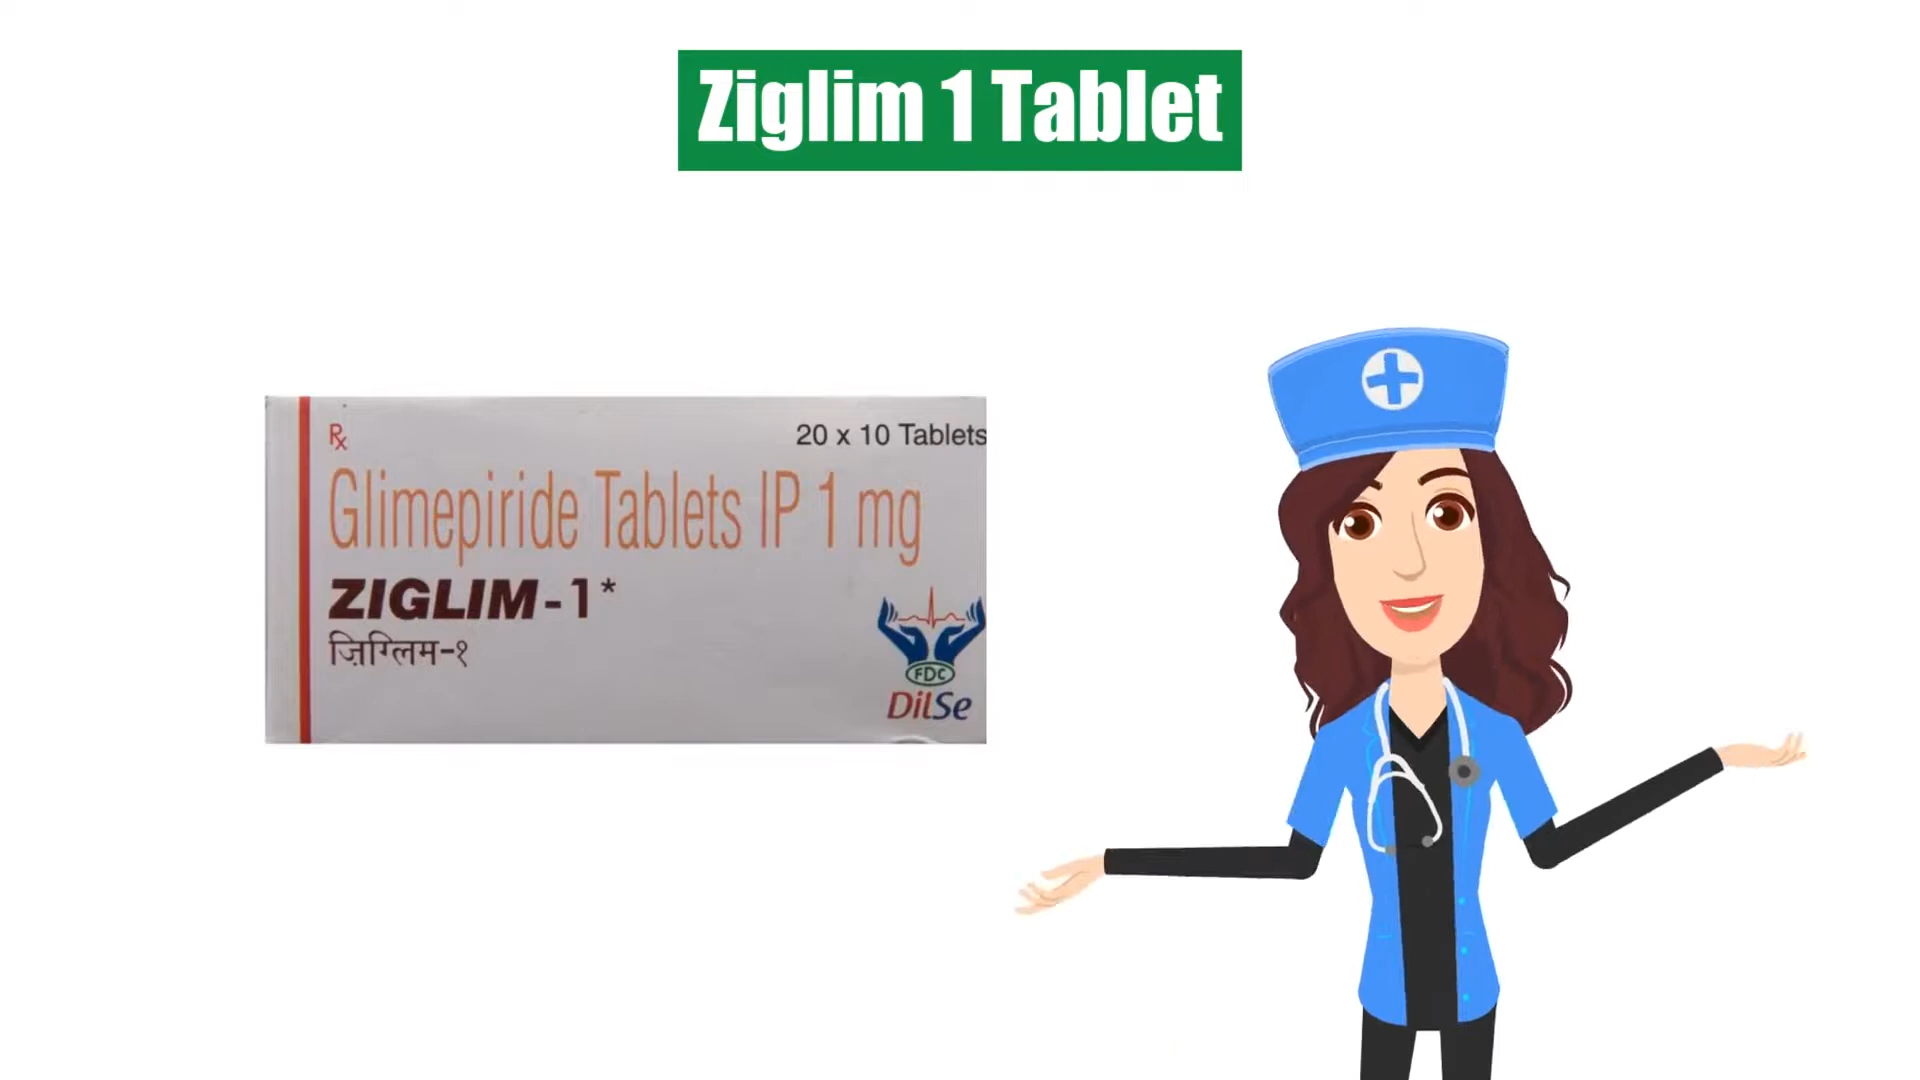 Ziglim 1 Tablet
Rx
20 x 10 Tablets
Glimepiride Tablets IP 1 mg
ZIGLIM-1*
ज़िग्लिम-१
FDC
DilSe